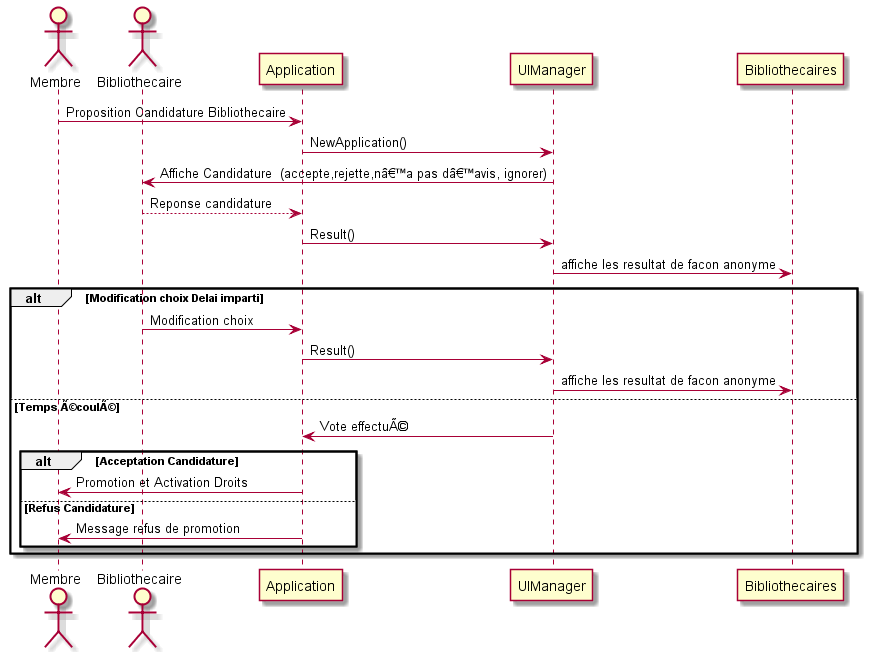 Membre Bibliothecaire Application UIManager Bibliothecaires
Proposition Candidature Bibliothecaire
NewApplication()
Affiche Candidature (accepte,rejette,nâ€™a pas dâ€™avis, ignorer)
Reponse candidature
Result()
affiche les resultat de facon anonyme
alt [Modification choix Delai imparti]
Modification choix
Result()
affiche les resultat de facon anonyme
[Temps Ã©coulÃ©]
Vote effectuÃ©
alt [Acceptation Candidature]
Promotion et Activation Droits
[Refus Candidature]
Message refus de promotion
Membre Bibliothecaire Application UIManager Bibliothecaires